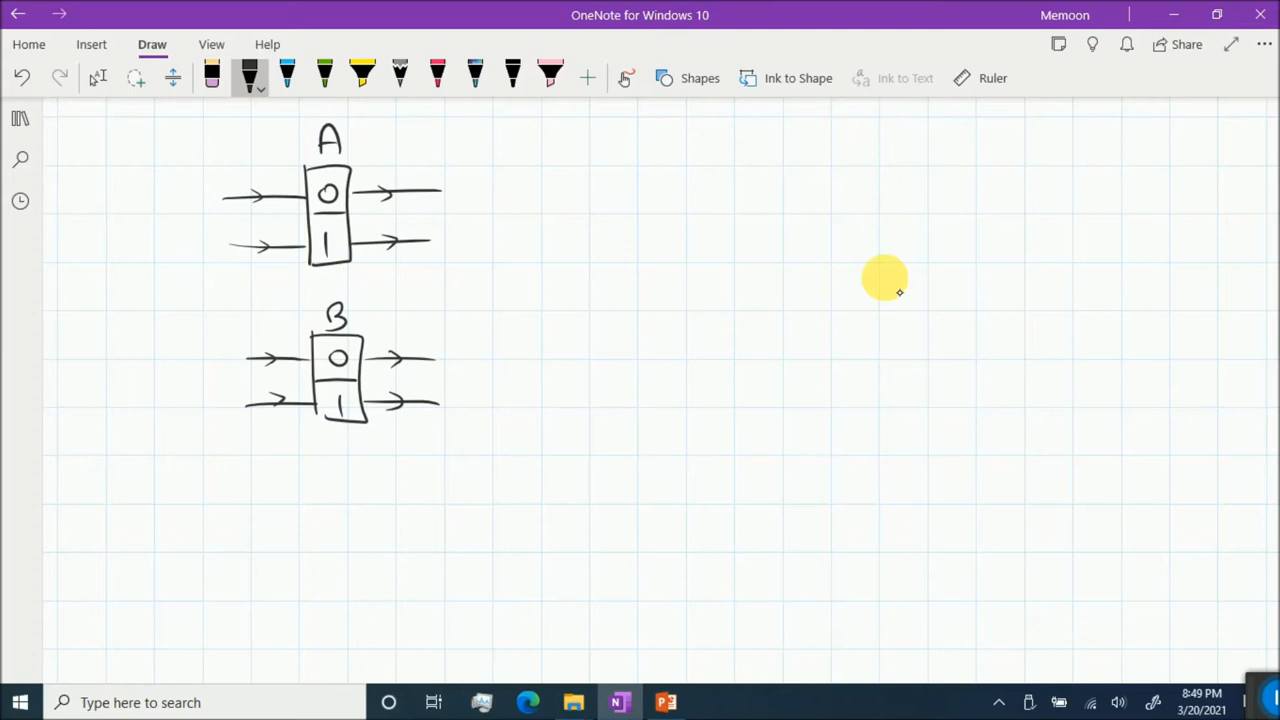 OneNote for Windows 10
Memoon
Home Insert Draw View Help
Share
Shapes
Ink to Shape
Ink to Text
Ruler
A
0
1
B
0
1
Type here to search
8:49 PM
3/20/2021